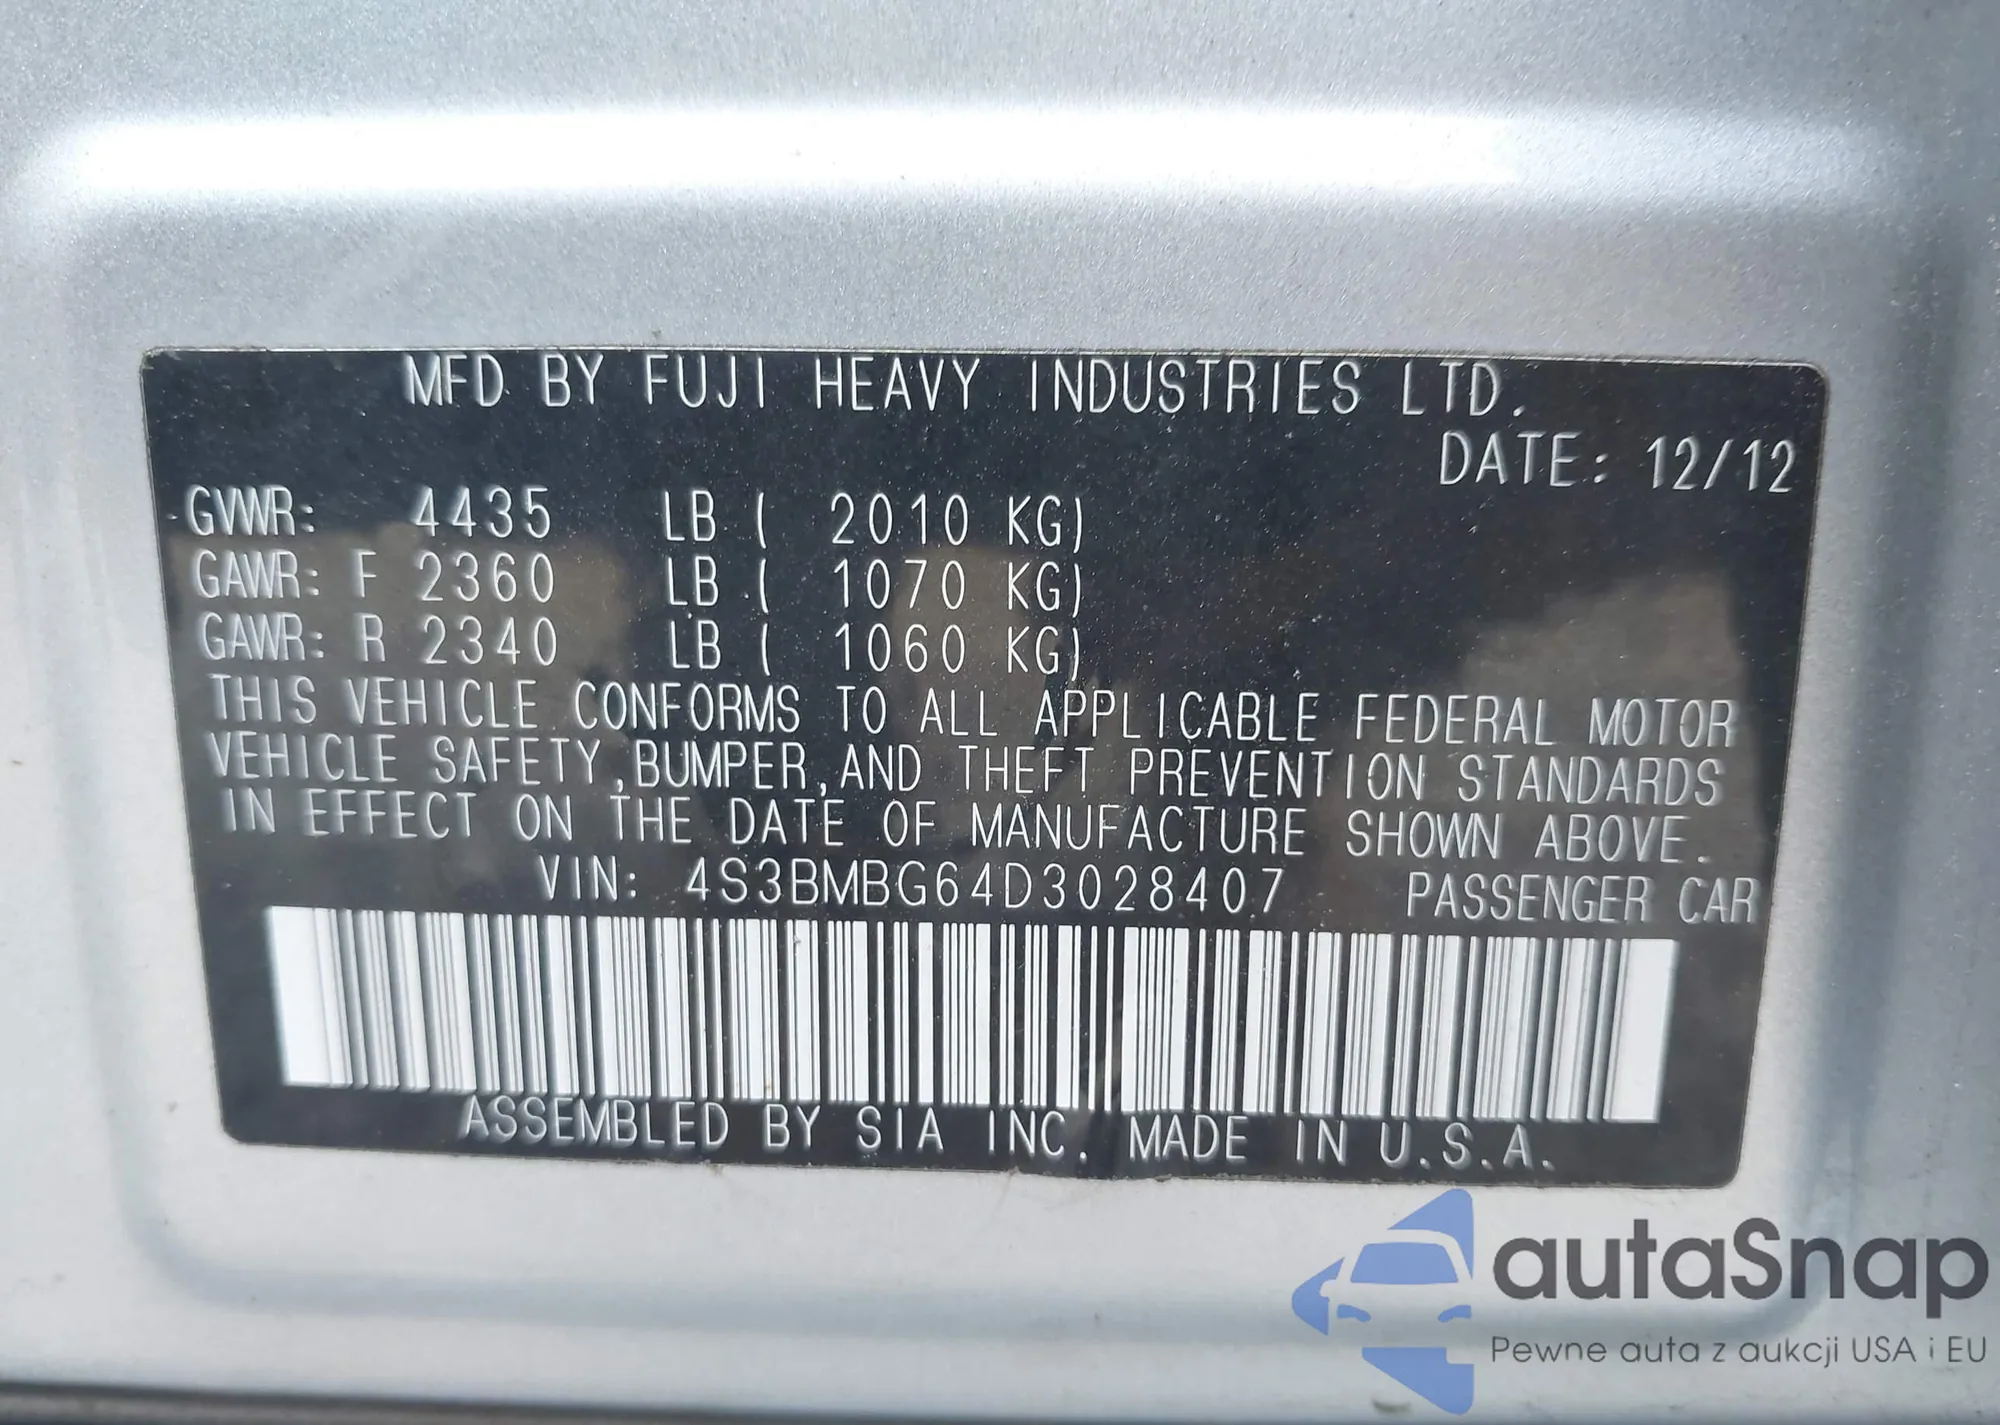 MFD BY FUJI HEAVY INDUSTRIES LTD.
DATE: 12/12
GVWR: 4435 LB ( 2010 KG)
GAWR: F 2360 LB ( 1070 KG)
GAWR: R 2340 LB ( 1060 KG)
THIS VEHICLE CONFORMS TO ALL APPLICABLE FEDERAL MOTOR
VEHICLE SAFETY,BUMPER,AND THEFT PREVENTION STANDARDS
IN EFFECT ON THE DATE OF MANUFACTURE SHOWN ABOVE.
VIN: 4S3BMBG64D3028407 PASSENGER CAR
ASSEMBLED BY SIA INC. MADE IN U.S.A.
autaSnap
Pewne auta z aukcji USA i EU